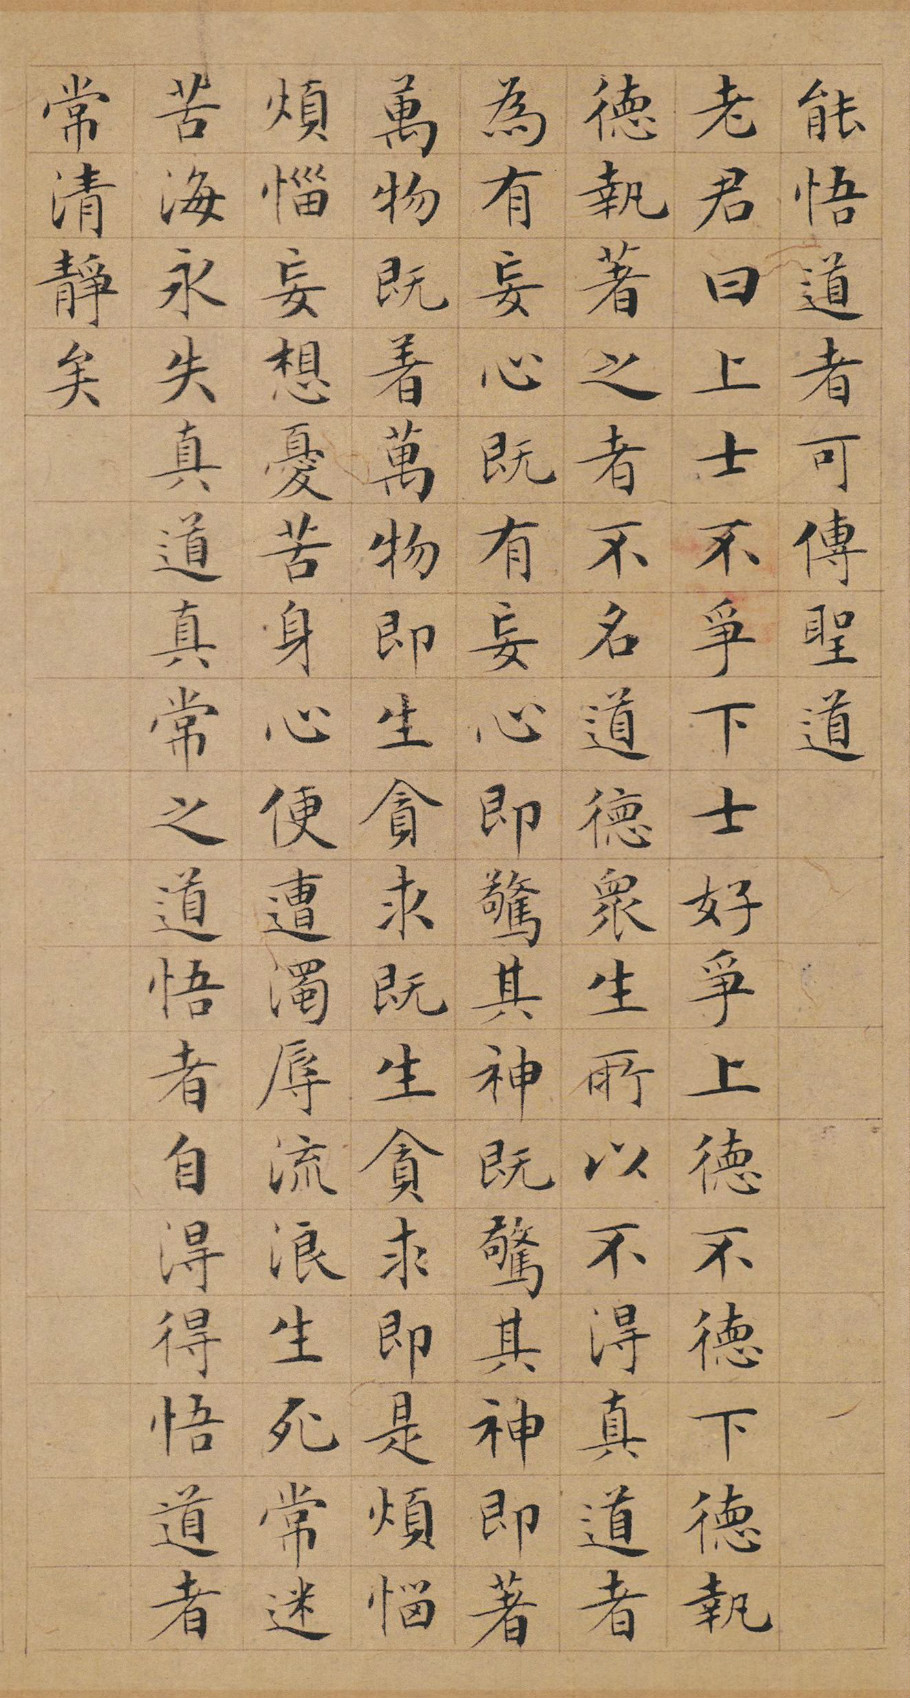 能悟道者可傳聖道
老君曰上士不爭下士好爭上德不德下德執
德執著之者不名道德眾生所以不得真道者
為有妄心既有妄心即驚其神既驚其神即著
萬物既着萬物即生貪求既生貪求即是煩惱
煩惱妄想憂苦身心便遭濁辱流浪生死常迷
苦海永失真道真常之道悟者自得得悟道者
常清靜矣